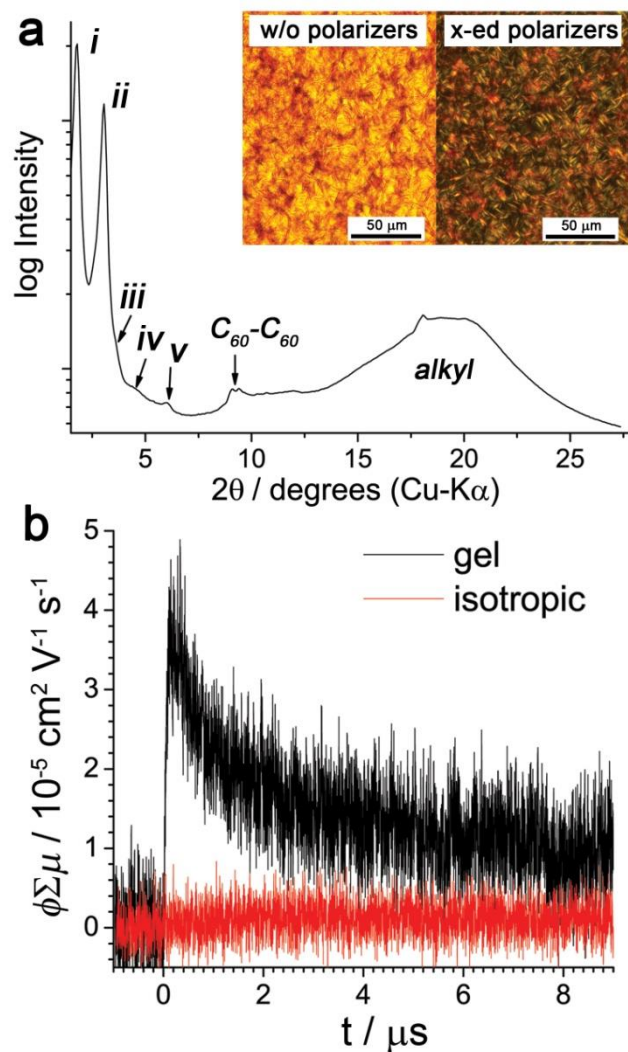 a
i
ii
iii
iv
v
C60-C60
alkyl
w/o polarizers
x-ed polarizers
50 μm
50 μm
log Intensity
5
10
15
20
25
2θ / degrees (Cu-Kα)
b
gel
isotropic
ϕΣμ / 10⁻⁵ cm² V⁻¹ s⁻¹
5
4
3
2
1
0
0
2
4
6
8
t / μs